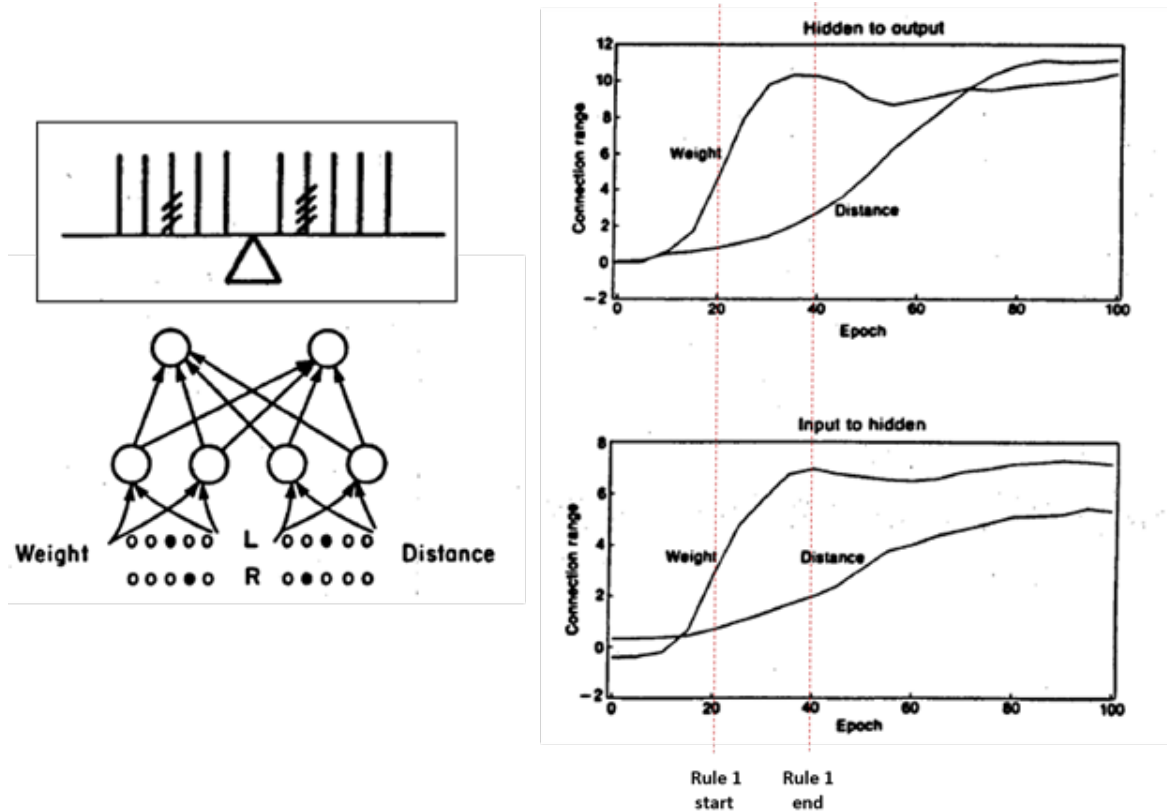 Weight
L
Distance
R
Hidden to output
12
10
8
6
4
2
0
-2
Connection range
Weight
Distance
0
20
40
60
80
100
Epoch
Input to hidden
8
6
4
2
0
-2
Connection range
Weight
Distance
0
20
40
60
80
100
Epoch
Rule 1
start
Rule 1
end